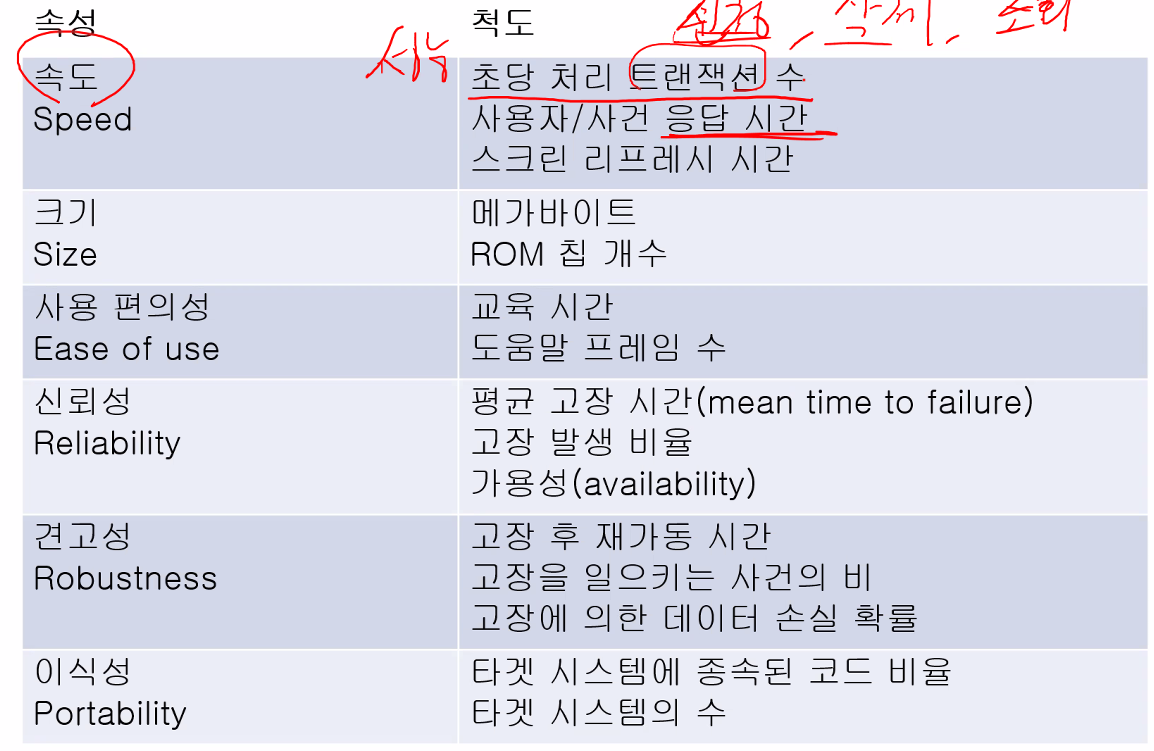 속성
척도
신청, 삭제, 조회
속도
Speed
성능
초당 처리 트랜잭션 수
사용자/사건 응답 시간
스크린 리프레시 시간
크기
Size
메가바이트
ROM 칩 개수
사용 편의성
Ease of use
교육 시간
도움말 프레임 수
신뢰성
Reliability
평균 고장 시간(mean time to failure)
고장 발생 비율
가용성(availability)
견고성
Robustness
고장 후 재가동 시간
고장을 일으키는 사건의 비
고장에 의한 데이터 손실 확률
이식성
Portability
타겟 시스템에 종속된 코드 비율
타겟 시스템의 수